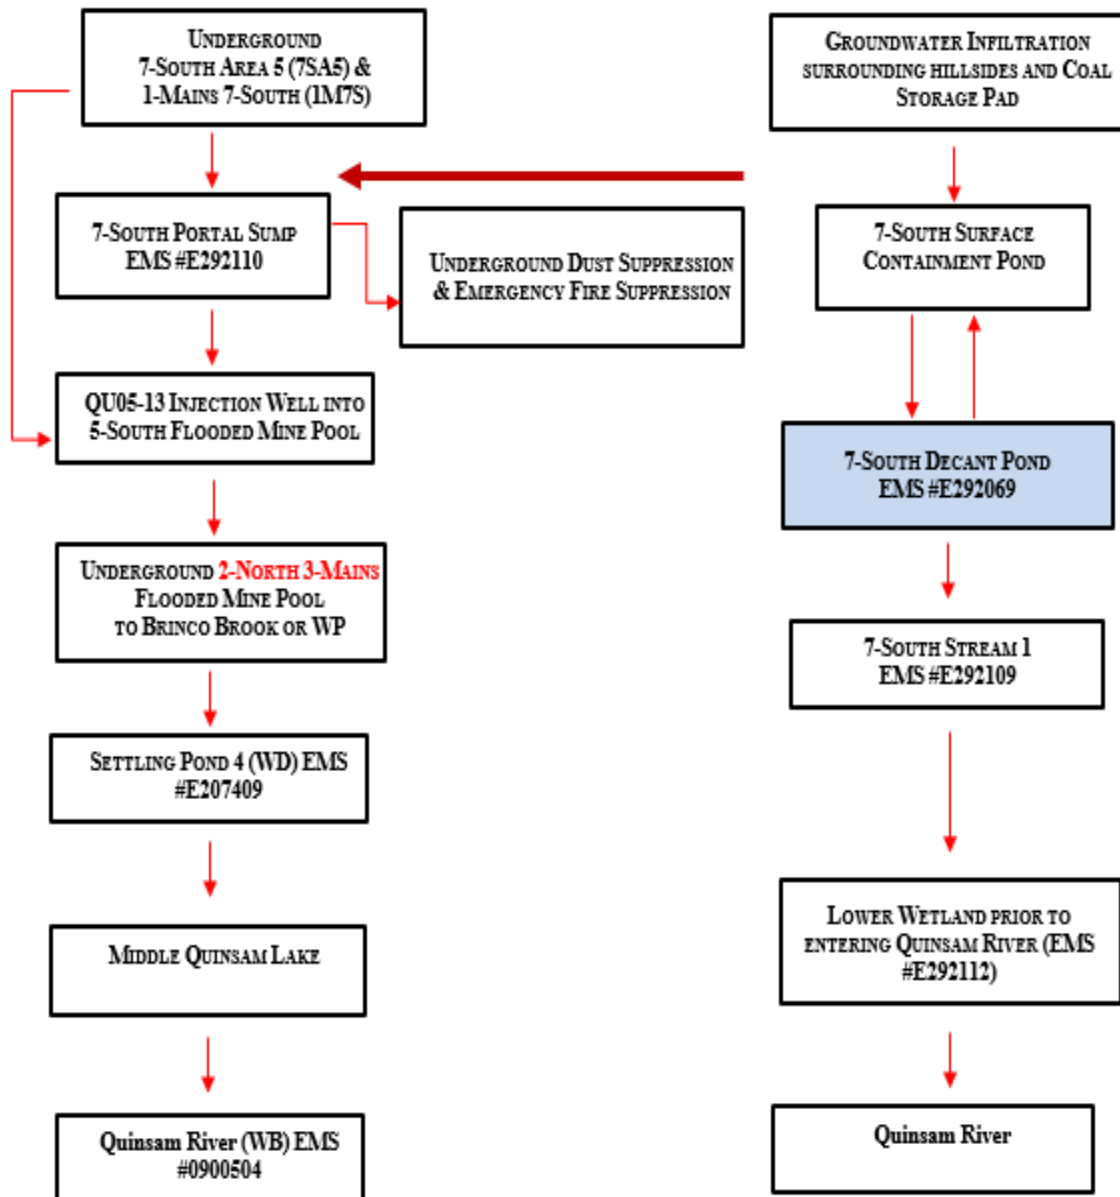 Underground
7-South Area 5 (7SA5) &
1-Mains 7-South (1M7S)
7-South Portal Sump
EMS #E292110
Underground Dust Suppression
& Emergency Fire Suppression
QU05-13 Injection Well into
5-South Flooded Mine Pool
Underground 2-North 3-Mains
Flooded Mine Pool
to Brinco Brook or WP
Settling Pond 4 (WD) EMS
#E207409
Middle Quinsam Lake
Quinsam River (WB) EMS
#0900504
Groundwater Infiltration
surrounding hillsides and Coal
Storage Pad
7-South Surface
Containment Pond
7-South Decant Pond
EMS #E292069
7-South Stream 1
EMS #E292109
Lower Wetland prior to
entering Quinsam River (EMS
#E292112)
Quinsam River